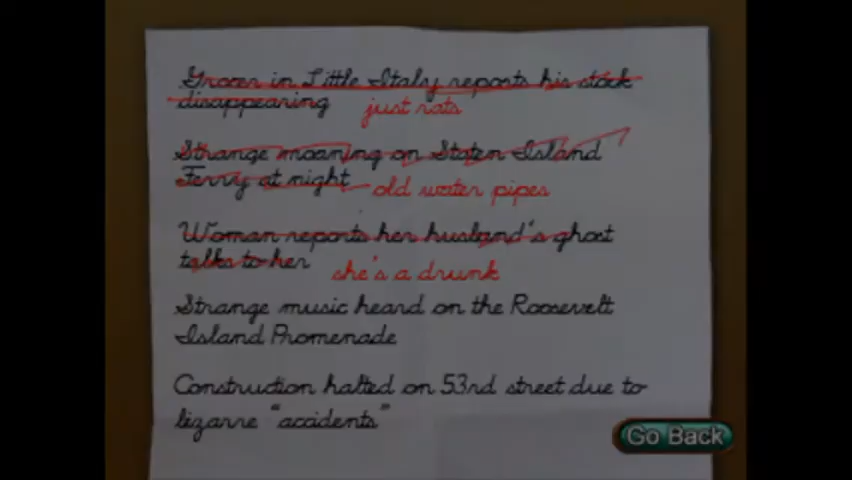 Grocer in Little Italy reports his stock
disappearing just rats
Strange moaning on Staten Island
Ferry at night old water pipes
Woman reports her husband's ghost
talks to her she's a drunk
Strange music heard on the Roosevelt
Island Promenade
Construction halted on 53rd street due to
bizarre "accidents"
Go Back